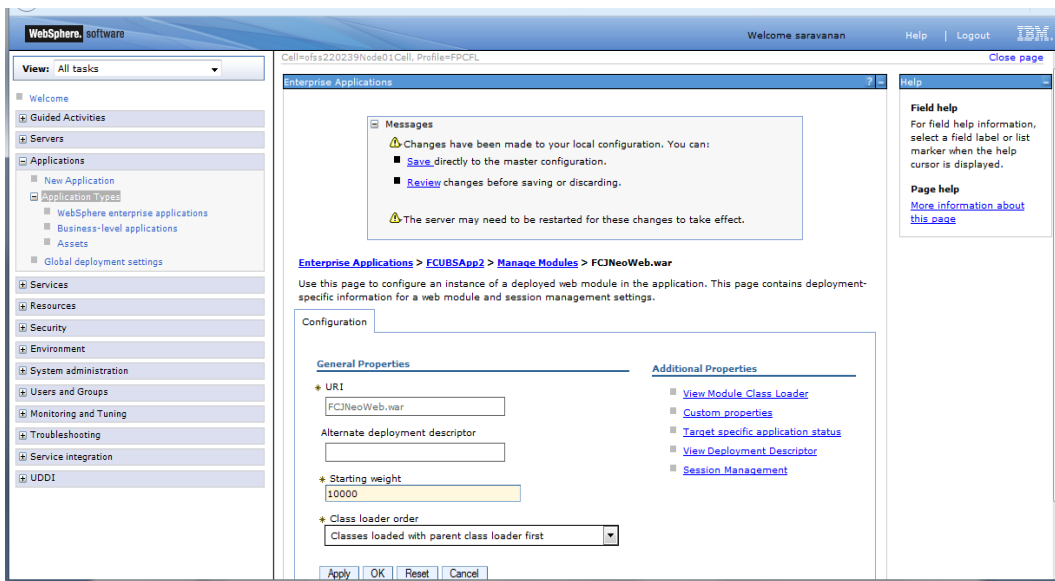 WebSphere. software
Welcome saravanan
Help | Logout
IBM.
View: All tasks
Welcome
Guided Activities
Servers
Applications
New Application
Application Types
WebSphere enterprise applications
Business-level applications
Assets
Global deployment settings
Services
Resources
Security
Environment
System administration
Users and Groups
Monitoring and Tuning
Troubleshooting
Service integration
UDDI
Cell=ofss220239Node01Cell, Profile=FPCFL
Close page
Enterprise Applications
? -
Messages
Changes have been made to your local configuration. You can:
Save directly to the master configuration.
Review changes before saving or discarding.
The server may need to be restarted for these changes to take effect.
Enterprise Applications > FCUBSApp2 > Manage Modules > FCJNeoWeb.war
Use this page to configure an instance of a deployed web module in the application. This page contains deployment-
specific information for a web module and session management settings.
Configuration
General Properties
URI
FCJNeoWeb.war
Alternate deployment descriptor
Starting weight
10000
Class loader order
Classes loaded with parent class loader first
Apply OK Reset Cancel
Additional Properties
View Module Class Loader
Custom properties
Target specific application status
View Deployment Descriptor
Session Management
Help
Field help
For field help information,
select a field label or list
marker when the help
cursor is displayed.
Page help
More information about
this page